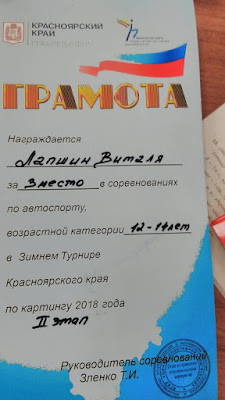 КРАСНОЯРСКИЙ
КРАЙ
ГРАМОТА
Награждается
Лапшин Виталя
за 3 место в соревнованиях
по автоспорту,
возрастной категории 12-14 лет
в Зимнем Турнире
Красноярского края
по картингу 2018 года
II этап
Руководитель соревнований
Зленко Т.И.